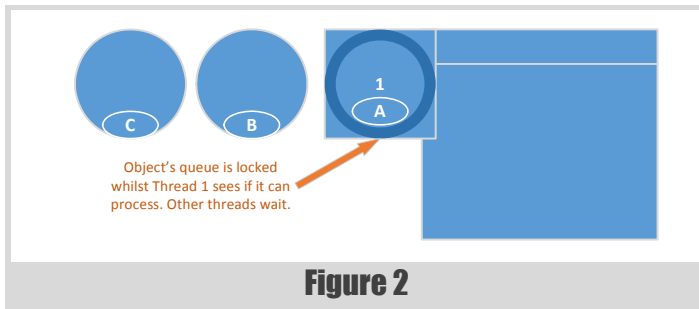 1
C
B
A
Object's queue is locked
whilst Thread 1 sees if it can
process. Other threads wait.
Figure 2